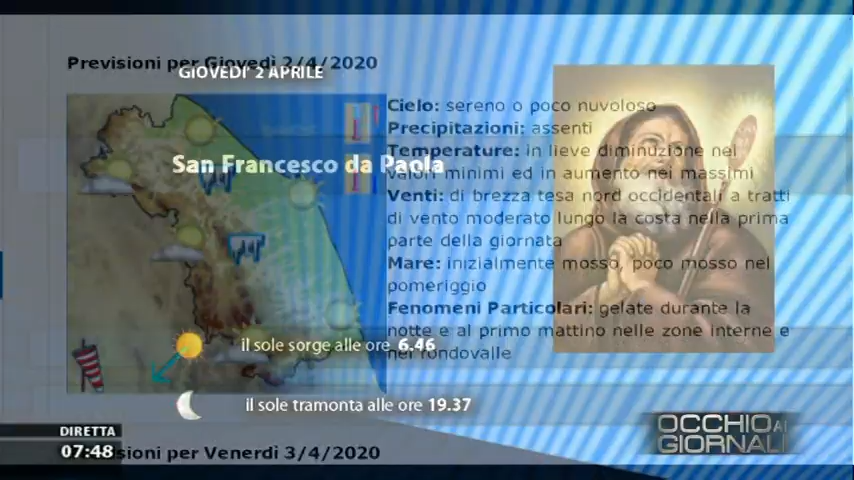 Previsioni per Giovedì 2/4/2020
GIOVEDI' 2 APRILE
San Francesco da Paola
Cielo: sereno o poco nuvoloso
Precipitazioni: assenti
Temperature: in lieve diminuzione nei
valori minimi ed in aumento nei massimi
Venti: di brezza tesa nord occidentali a tratti
di vento moderato lungo la costa nella prima
parte della giornata
Mare: inizialmente mosso, poco mosso nel
pomeriggio
Fenomeni Particolari: gelate durante la
notte e al primo mattino nelle zone interne e
nei fondovalle
il sole sorge alle ore 6.46
il sole tramonta alle ore 19.37
DIRETTA
07:48
sioni per Venerdì 3/4/2020
OCCHIO AI
GIORNALI